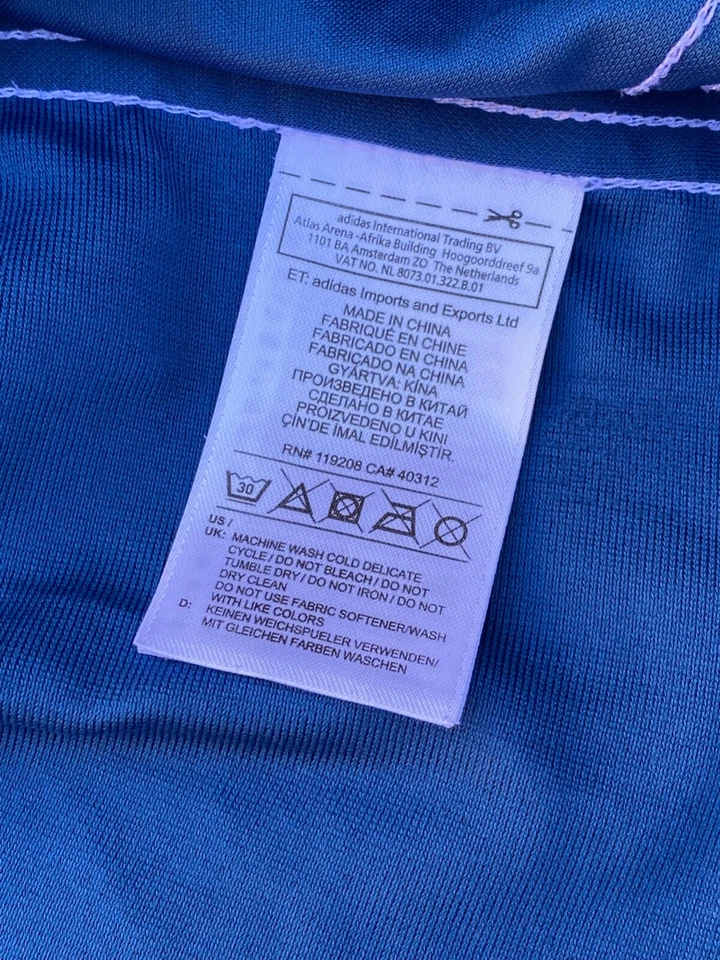 adidas International Trading BV
Atlas Arena -Afrika Building Hoogoorddreef 9a
1101 BA Amsterdam ZO The Netherlands
VAT NO. NL 8073.01.322.B.01
ET: adidas Imports and Exports Ltd
MADE IN CHINA
FABRIQUÉ EN CHINE
FABRICADO EN CHINA
FABRICADO NA CHINA
GYÁRTVA: KÍNA
ПРОИЗВЕДЕНО В КИТАЙ
СДЕЛАНО В КИТАЕ
PROIZVEDENO U KINI
ÇİN'DE İMAL EDİLMİŞTİR.
RN# 119208 CA# 40312
30
US /
UK: MACHINE WASH COLD DELICATE
CYCLE / DO NOT BLEACH / DO NOT
TUMBLE DRY / DO NOT IRON / DO NOT
DRY CLEAN
DO NOT USE FABRIC SOFTENER/WASH
WITH LIKE COLORS
D: KEINEN WEICHSPUELER VERWENDEN/
MIT GLEICHEN FARBEN WASCHEN